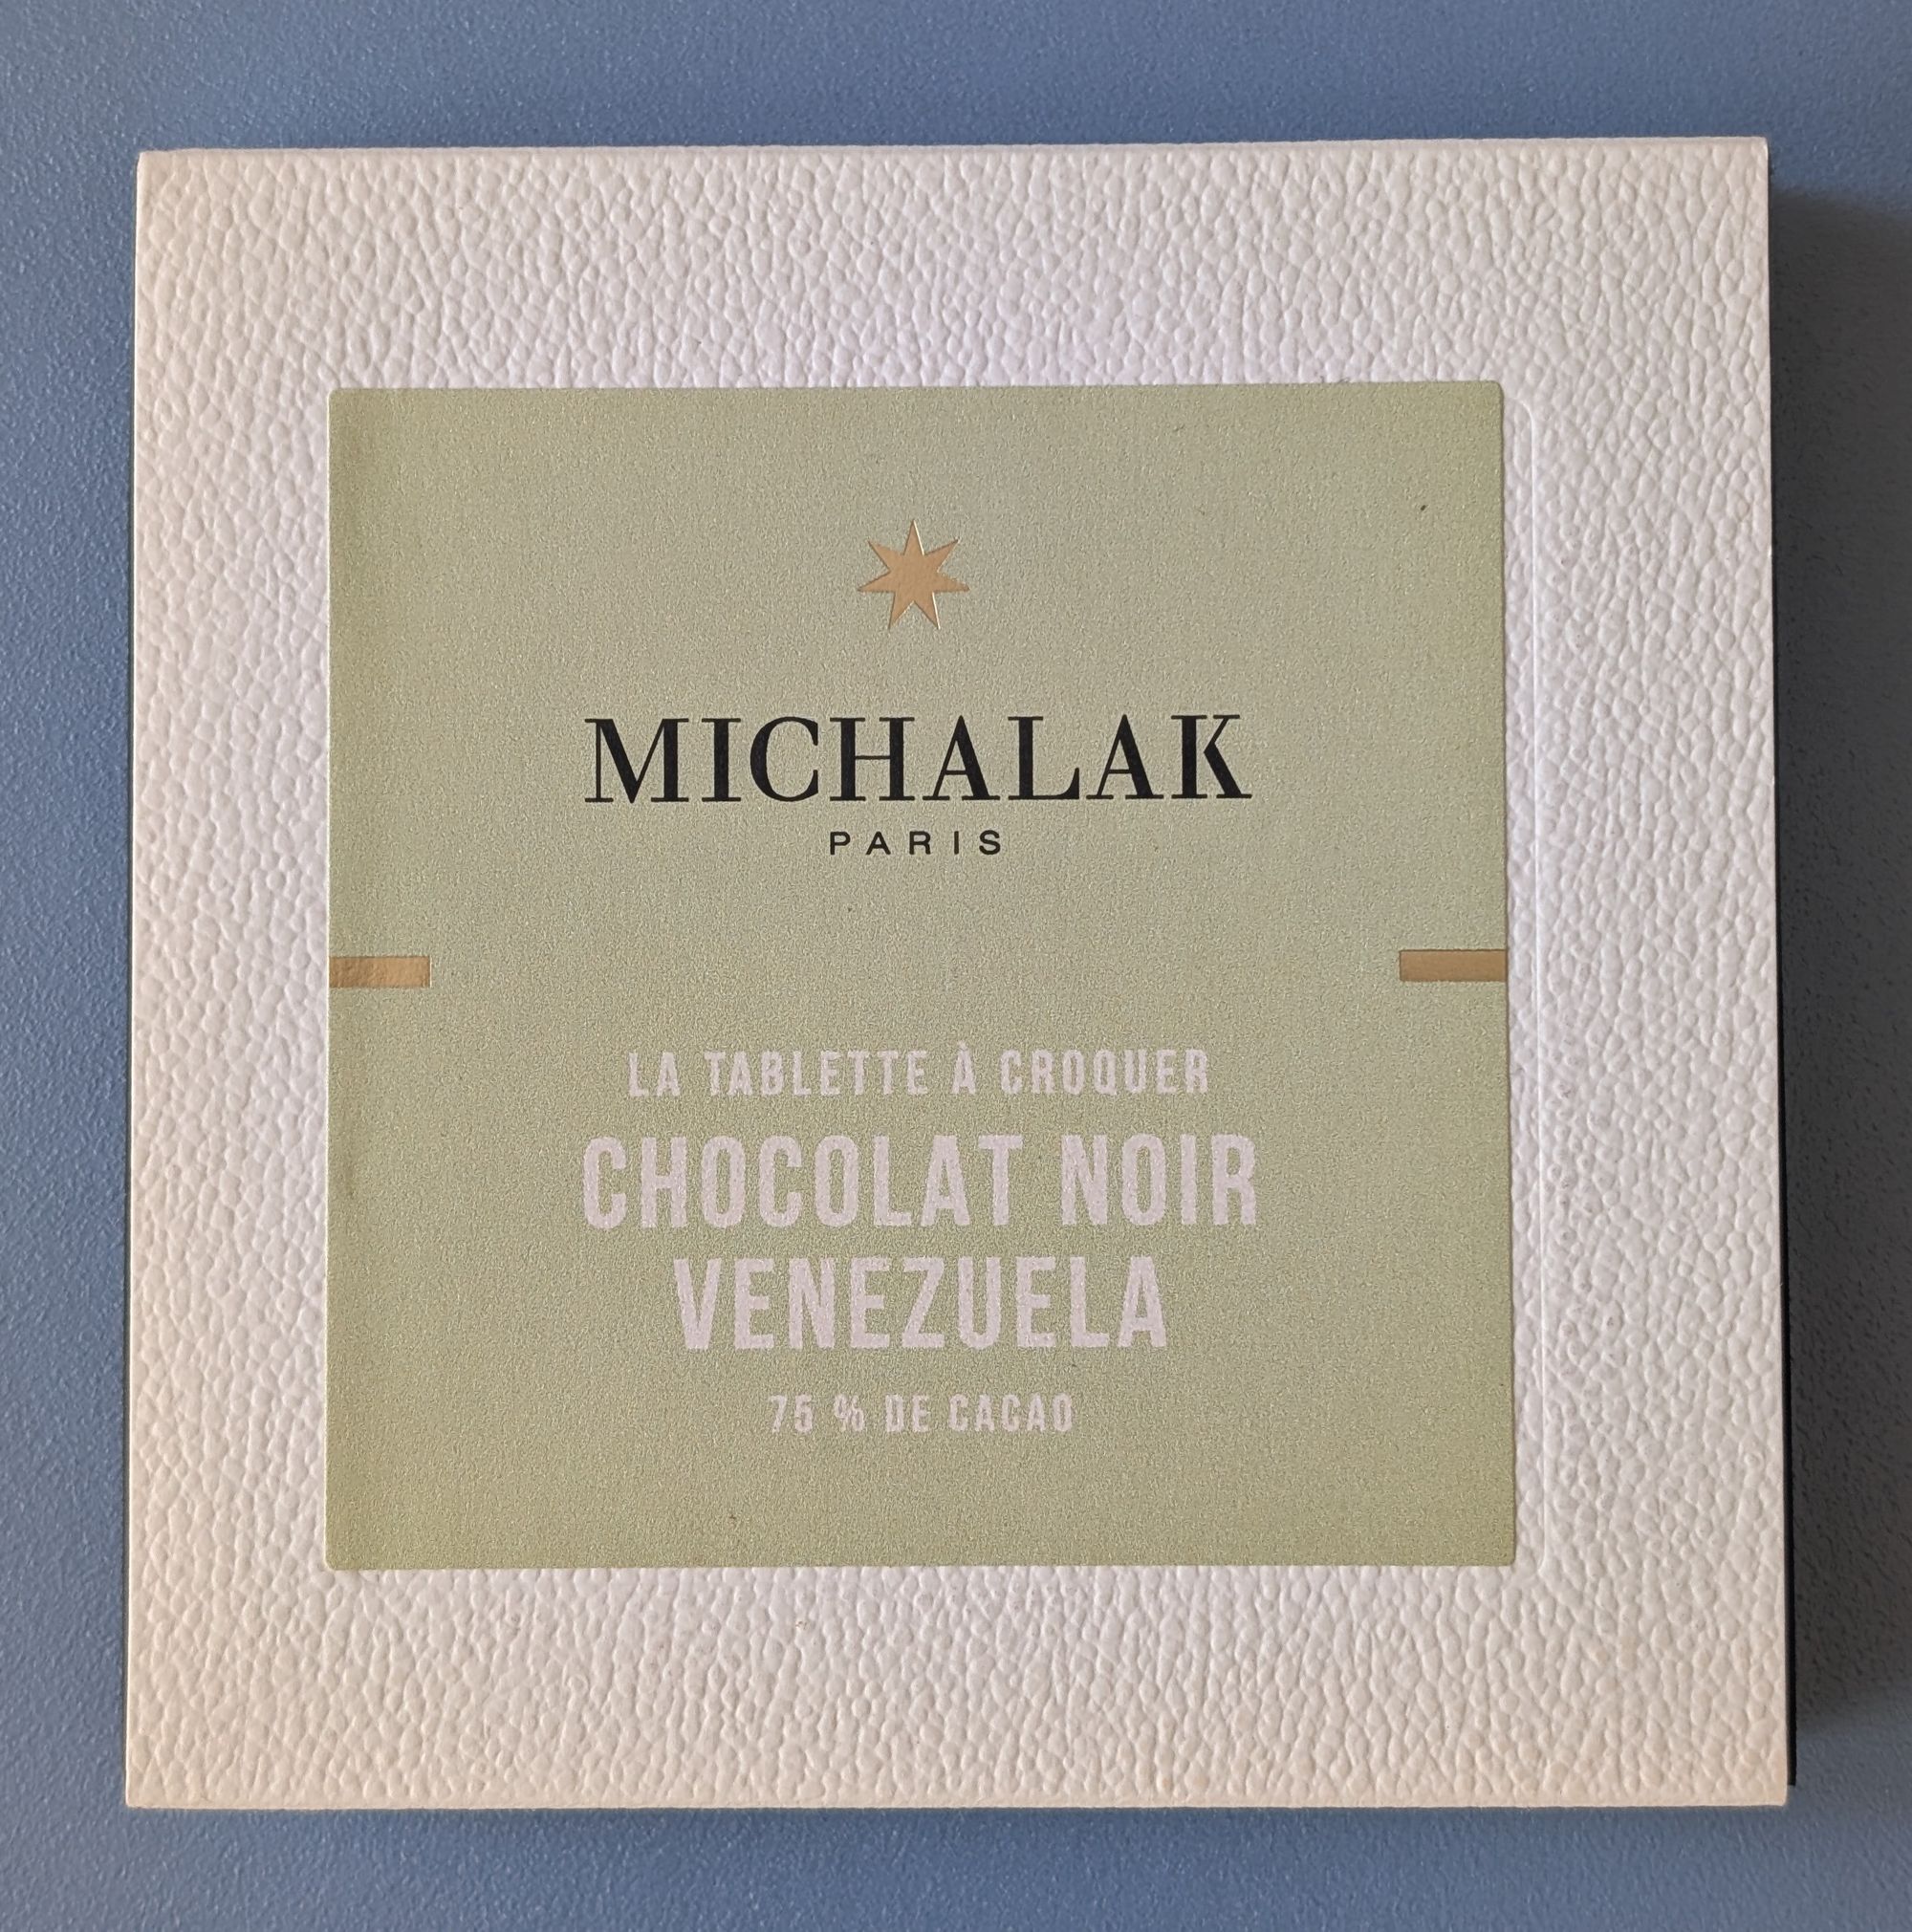 MICHALAK
PARIS
LA TABLETTE À CROQUER
CHOCOLAT NOIR
VENEZUELA
75 % DE CACAO